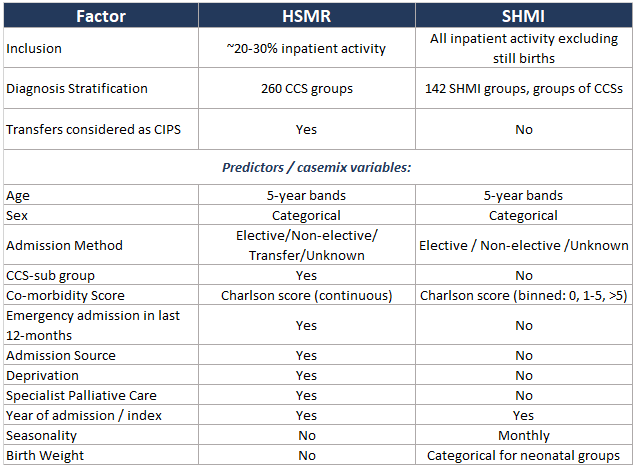 Factor HSMR SHMI
Inclusion ~20-30% inpatient activity All inpatient activity excluding
still births
Diagnosis Stratification 260 CCS groups 142 SHMI groups, groups of CCSs
Transfers considered as CIPS Yes No
Predictors / casemix variables:
Age 5-year bands 5-year bands
Sex Categorical Categorical
Admission Method Elective/Non-elective/
Transfer/Unknown Elective / Non-elective /Unknown
CCS-sub group Yes No
Co-morbidity Score Charlson score (continuous) Charlson score (binned: 0, 1-5, >5)
Emergency admission in last
12-months Yes No
Admission Source Yes No
Deprivation Yes No
Specialist Palliative Care Yes No
Year of admission / index Yes Yes
Seasonality No Monthly
Birth Weight No Categorical for neonatal groups